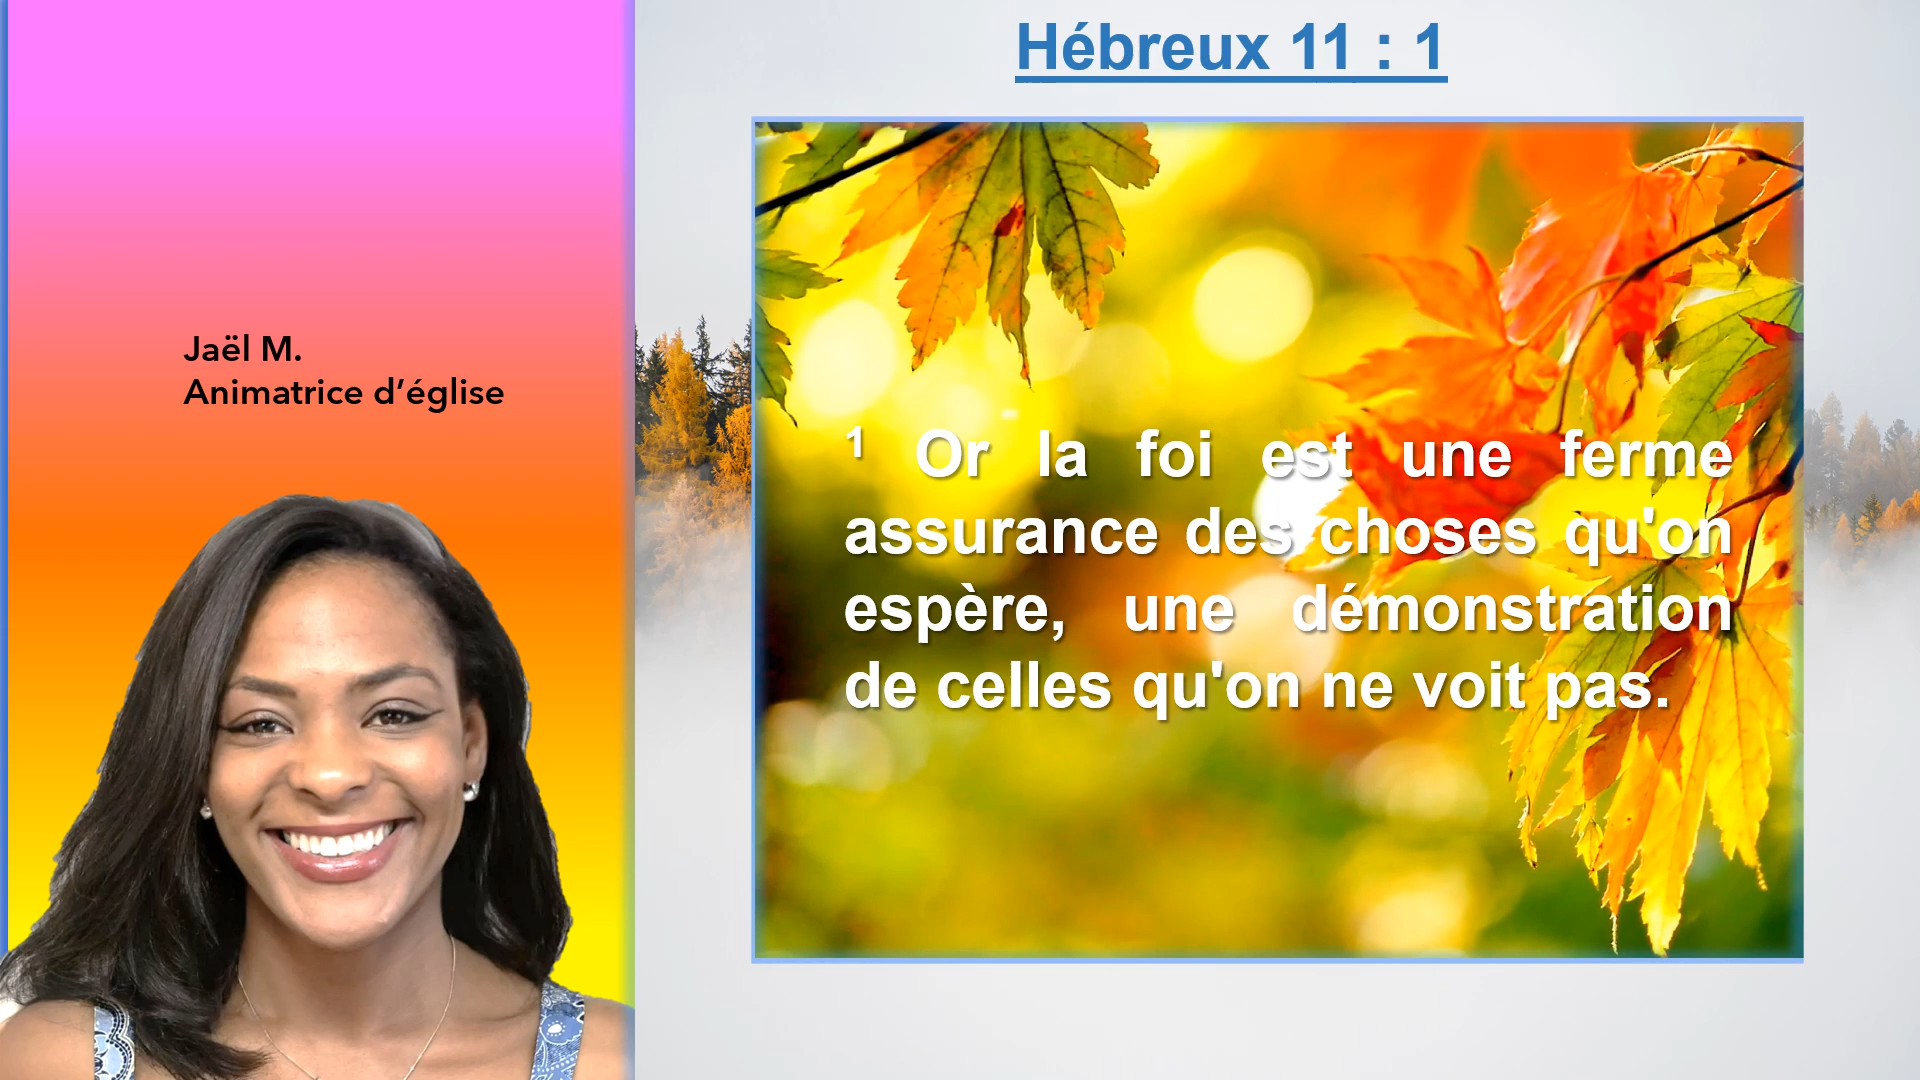 Hébreux 11 : 1
Jaël M.
Animatrice d’église
1 Or la foi est une ferme
assurance des choses qu'on
espère, une démonstration
de celles qu'on ne voit pas.